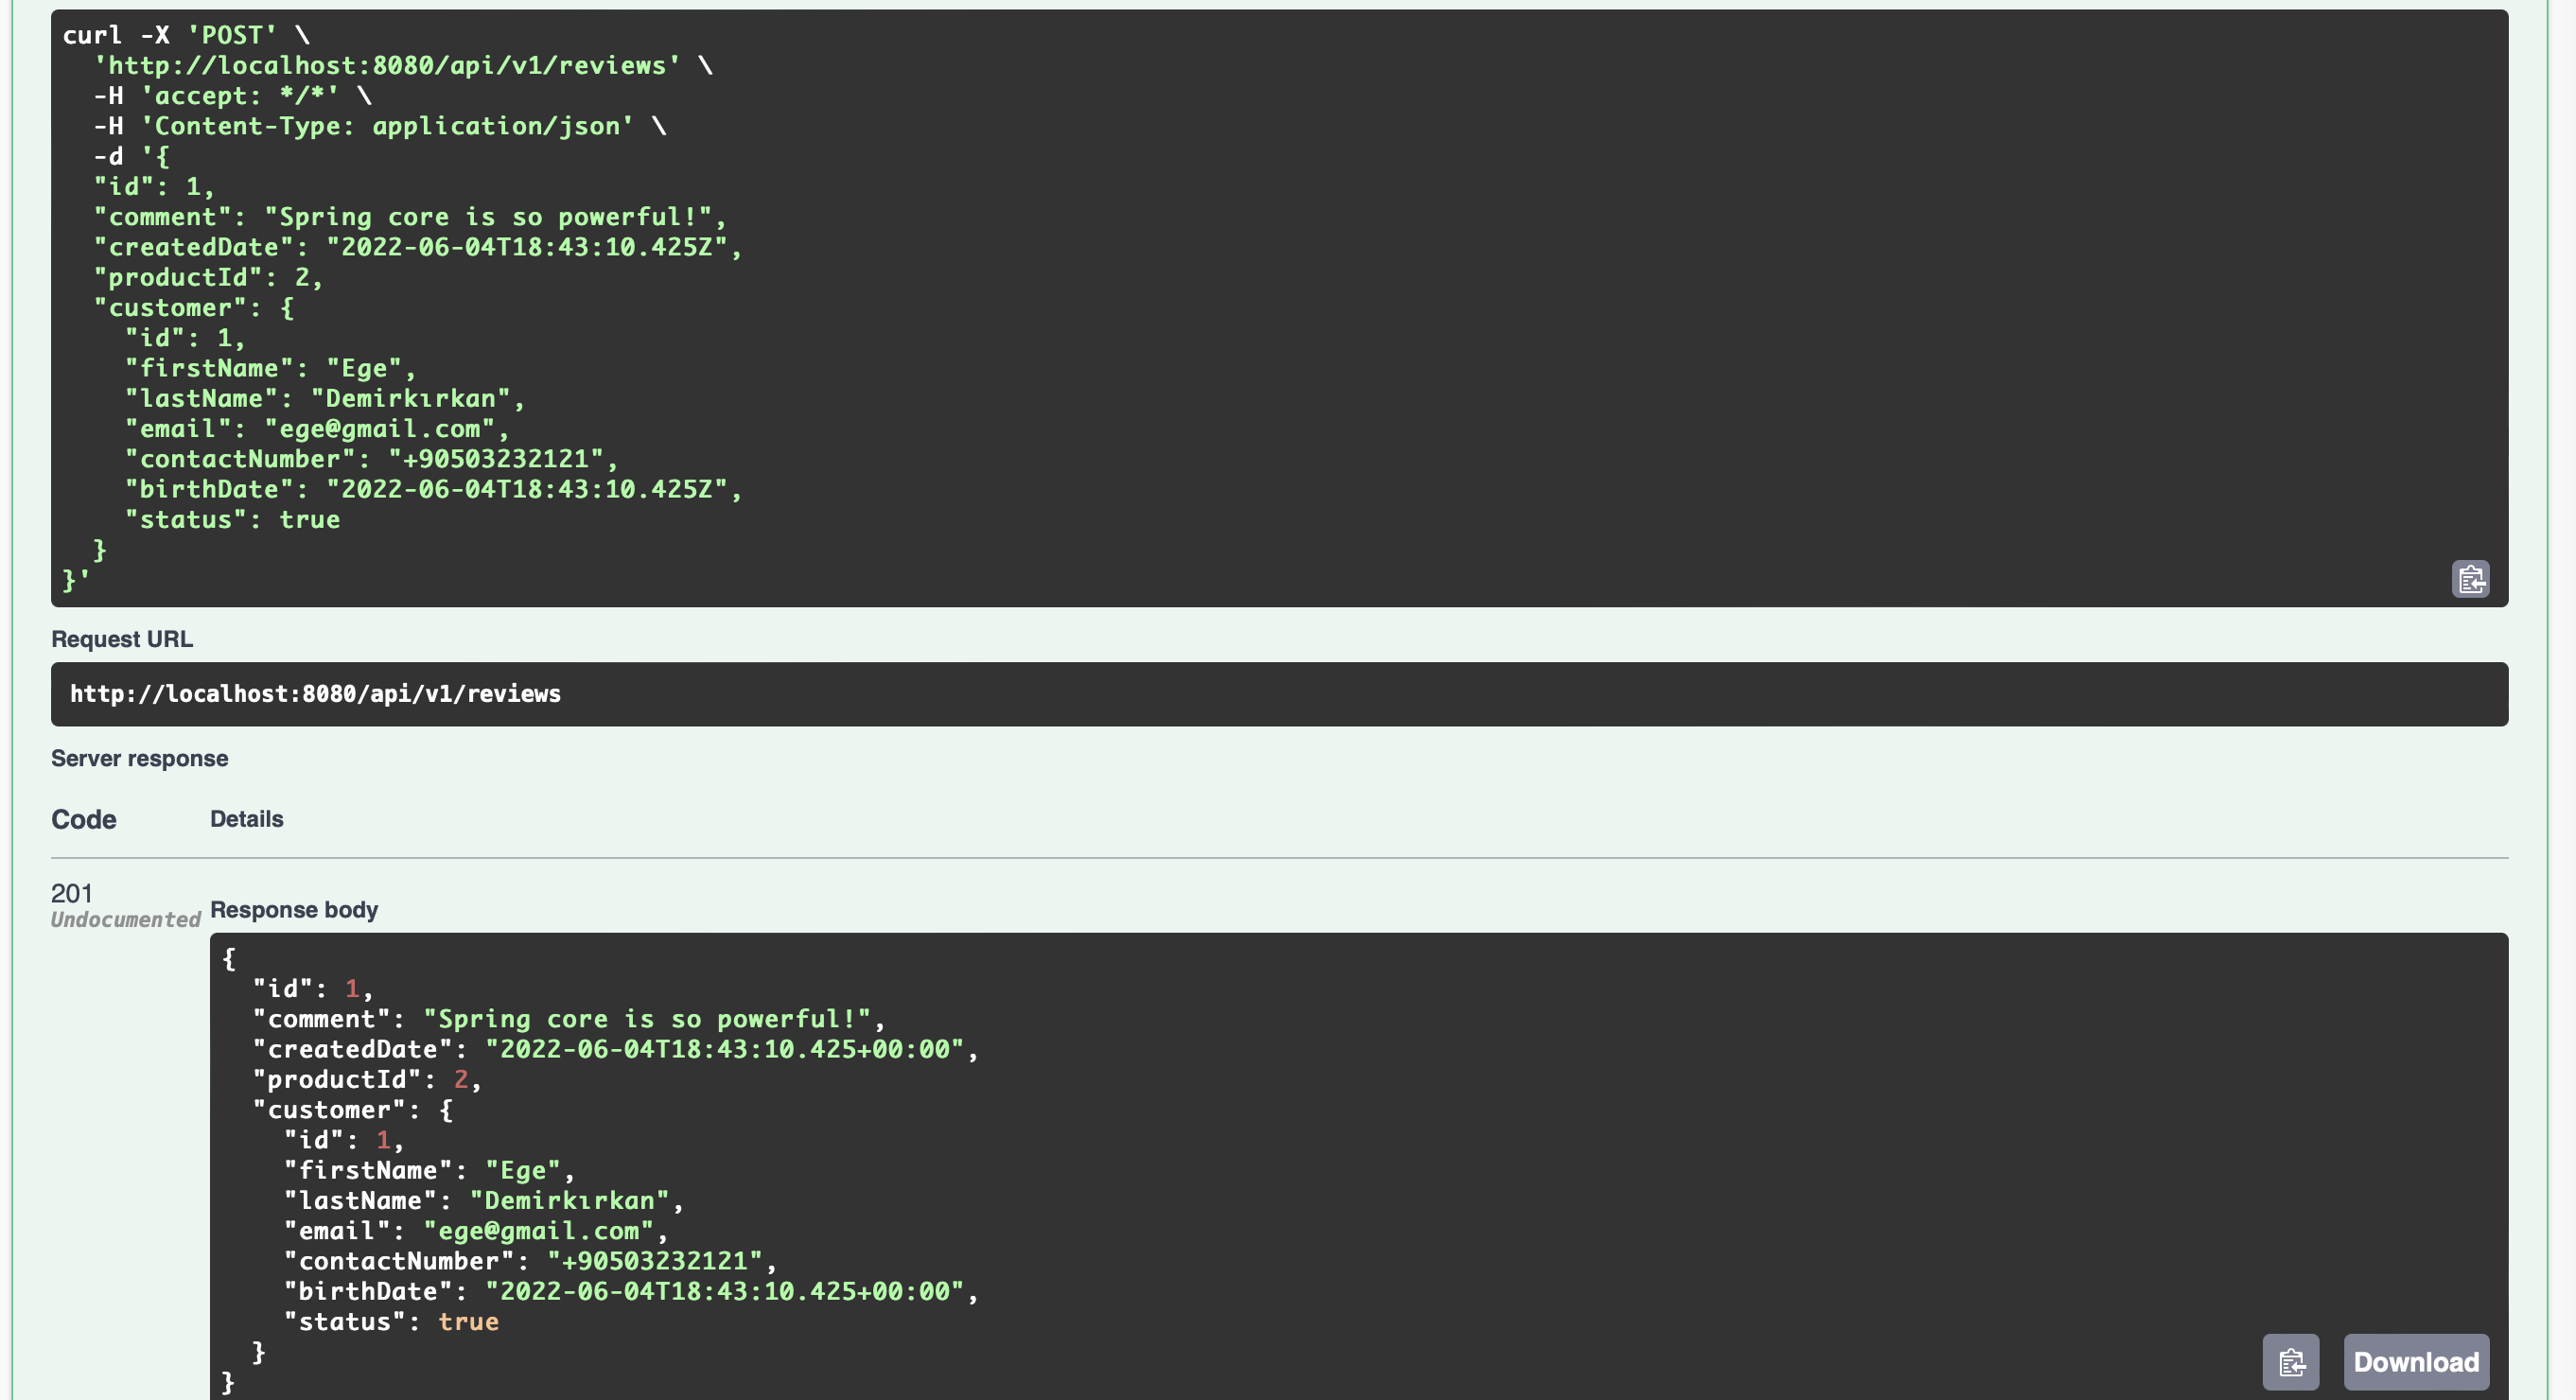 curl -X 'POST' \
  'http://localhost:8080/api/v1/reviews' \
  -H 'accept: */*' \
  -H 'Content-Type: application/json' \
  -d '{
  "id": 1,
  "comment": "Spring core is so powerful!",
  "createdDate": "2022-06-04T18:43:10.425Z",
  "productId": 2,
  "customer": {
    "id": 1,
    "firstName": "Ege",
    "lastName": "Demirkırkan",
    "email": "ege@gmail.com",
    "contactNumber": "+90503232121",
    "birthDate": "2022-06-04T18:43:10.425Z",
    "status": true
  }
}'
Request URL
http://localhost:8080/api/v1/reviews
Server response
Code Details
201
Undocumented
Response body
{
  "id": 1,
  "comment": "Spring core is so powerful!",
  "createdDate": "2022-06-04T18:43:10.425+00:00",
  "productId": 2,
  "customer": {
    "id": 1,
    "firstName": "Ege",
    "lastName": "Demirkırkan",
    "email": "ege@gmail.com",
    "contactNumber": "+90503232121",
    "birthDate": "2022-06-04T18:43:10.425+00:00",
    "status": true
  }
}
Download